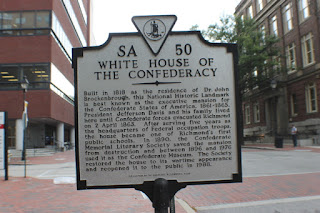 SA 50
WHITE HOUSE OF
THE CONFEDERACY
Built in 1818 as the residence of Dr. John
Brockenbrough, this National Historic Landmark
is best known as the executive mansion for
the Confederate States of America, 1861-1865.
President Jefferson Davis and his family lived
here until Confederate forces evacuated Richmond
on 2 April 1865. After serving five years as
the headquarters of federal occupation troops,
the house became one of Richmond's first
public schools. In 1890, the Confederate
Memorial Literary Society saved the mansion
from destruction and between 1896 and 1976
used it as the Confederate Museum. The Society
restored the house to its wartime appearance
and reopened it to the public in 1988.